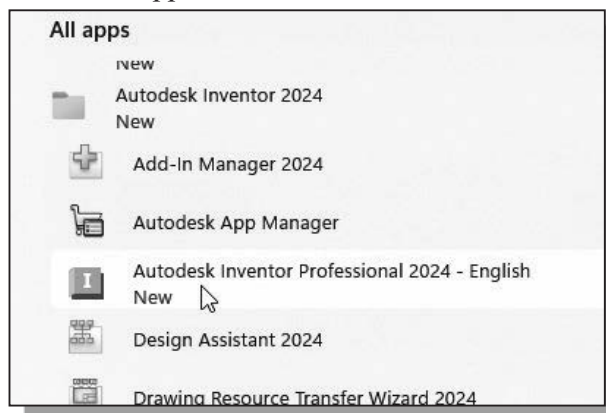 All apps
New
Autodesk Inventor 2024
New
Add-In Manager 2024
Autodesk App Manager
I
Autodesk Inventor Professional 2024 - English
New
Design Assistant 2024
Drawing Resource Transfer Wizard 2024